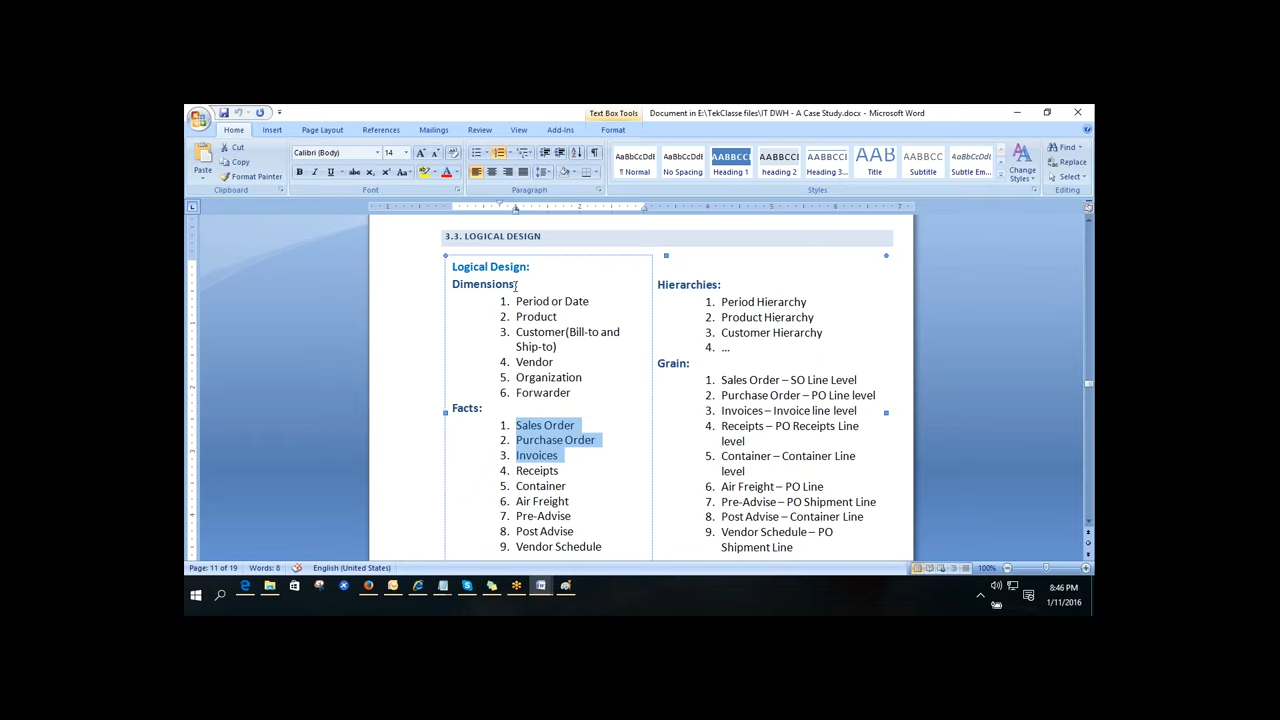 Text Box Tools
Document in E:\TekClasse files\IT DWH - A Case Study.docx - Microsoft Word
Home Insert Page Layout References Mailings Review View Add-Ins Format
Cut
Copy
Format Painter
Paste
Calibri (Body) 14
AaBbCcDdI AaBbCcDdI AABBCCI AABBCCI AABBCCI AAB AABBCCI AaBbCcDdI
¶ Normal No Spacing Heading 1 heading 2 Heading 3... Title Subtitle Subtle Em...
Change Styles
Find
Replace
Select
Clipboard Font Paragraph Styles Editing
3.3. LOGICAL DESIGN
Logical Design:
Dimensions:
1. Period or Date
2. Product
3. Customer(Bill-to and
Ship-to)
4. Vendor
5. Organization
6. Forwarder
Facts:
1. Sales Order
2. Purchase Order
3. Invoices
4. Receipts
5. Container
6. Air Freight
7. Pre-Advise
8. Post Advise
9. Vendor Schedule
Hierarchies:
1. Period Hierarchy
2. Product Hierarchy
3. Customer Hierarchy
4. ...
Grain:
1. Sales Order – SO Line Level
2. Purchase Order – PO Line level
3. Invoices – Invoice line level
4. Receipts – PO Receipts Line
level
5. Container – Container Line
level
6. Air Freight – PO Line
7. Pre-Advise – PO Shipment Line
8. Post Advise – Container Line
9. Vendor Schedule – PO
Shipment Line
Page: 11 of 19 Words: 8 English (United States) 100%
8:46 PM
1/11/2016